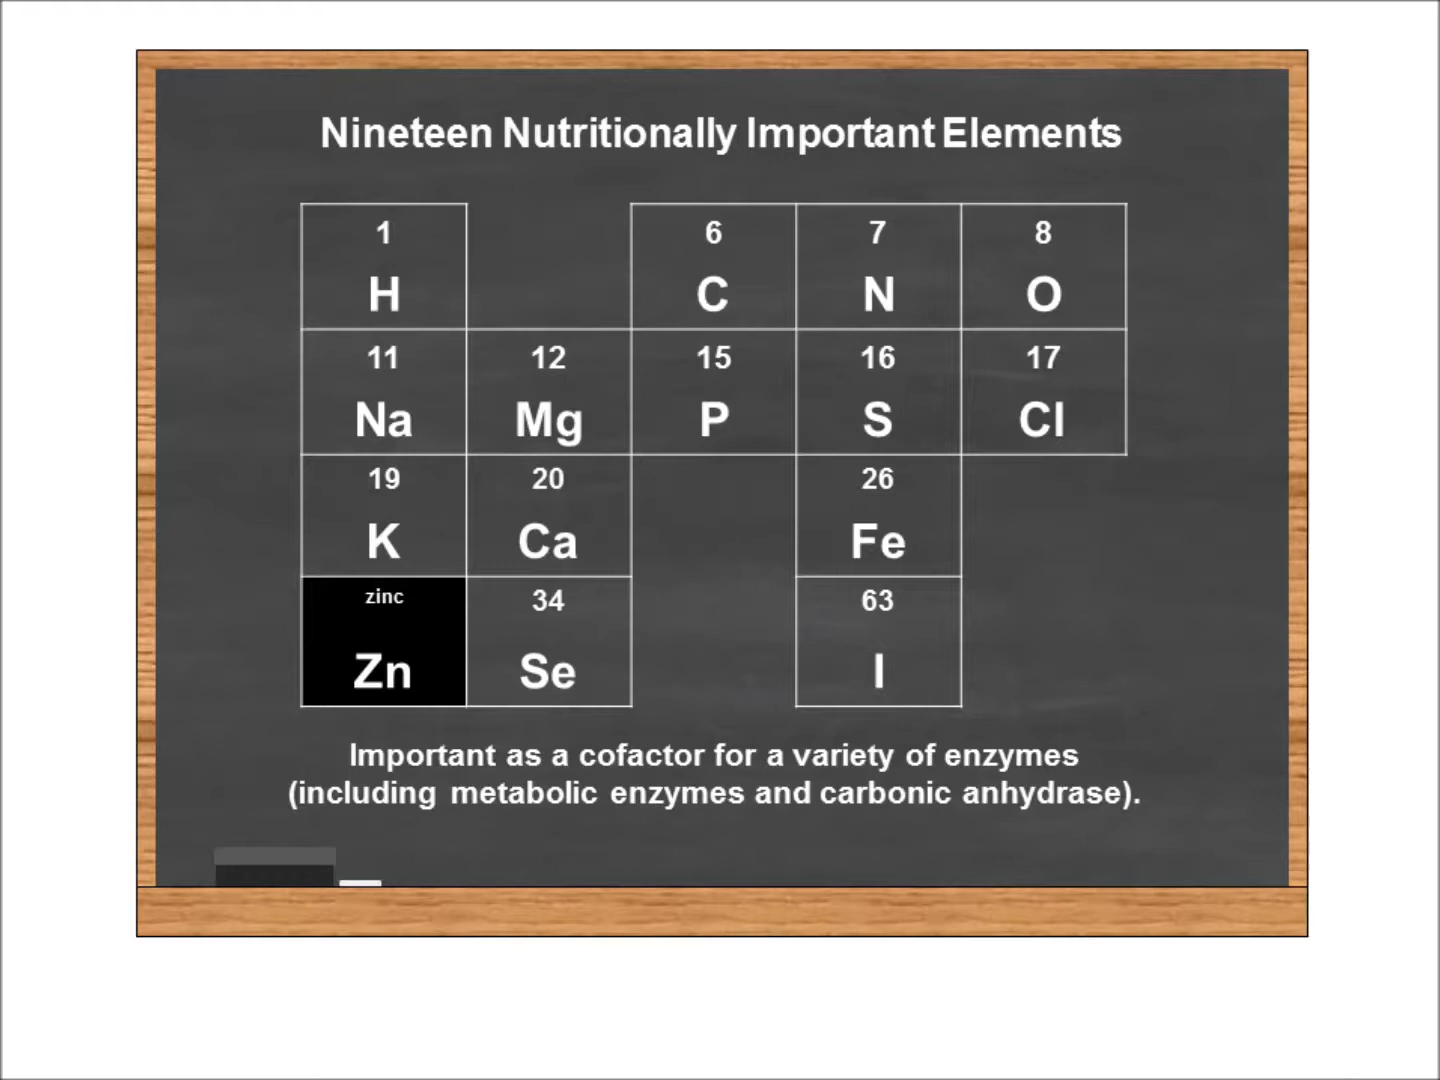 Nineteen Nutritionally Important Elements
1 6 7 8
H C N O
11 12 15 16 17
Na Mg P S Cl
19 20 26
K Ca Fe
zinc 34 63
Zn Se I
Important as a cofactor for a variety of enzymes
(including metabolic enzymes and carbonic anhydrase).